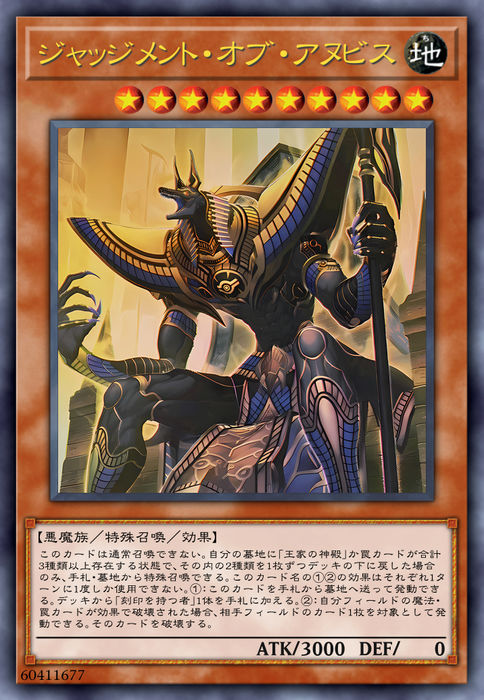 ジャッジメント・オブ・アヌビス
地
ち
【悪魔族／特殊召喚／効果】
このカードは通常召喚できない。自分の墓地に「王家の神殿」か罠カードが合計
3種類以上存在する状態で、その内の2種類を1枚ずつデッキの下に戻した場合
のみ、手札・墓地から特殊召喚できる。このカード名の①②の効果はそれぞれ1ター
ンに1度しか使用できない。①：このカードを手札から墓地へ送って発動でき
る。デッキから「刻印を持つ者」1体を手札に加える。②：自分フィールドの魔法・
罠カードが効果で破壊された場合、相手フィールドのカード1枚を対象として発
動できる。そのカードを破壊する。
ATK/3000 DEF/ 0
60411677